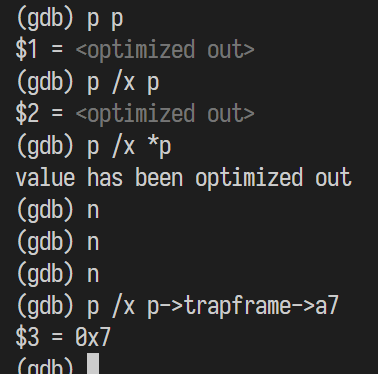 (gdb) p p
$1 = <optimized out>
(gdb) p /x p
$2 = <optimized out>
(gdb) p /x *p
value has been optimized out
(gdb) n
(gdb) n
(gdb) n
(gdb) p /x p->trapframe->a7
$3 = 0x7
(gdb)